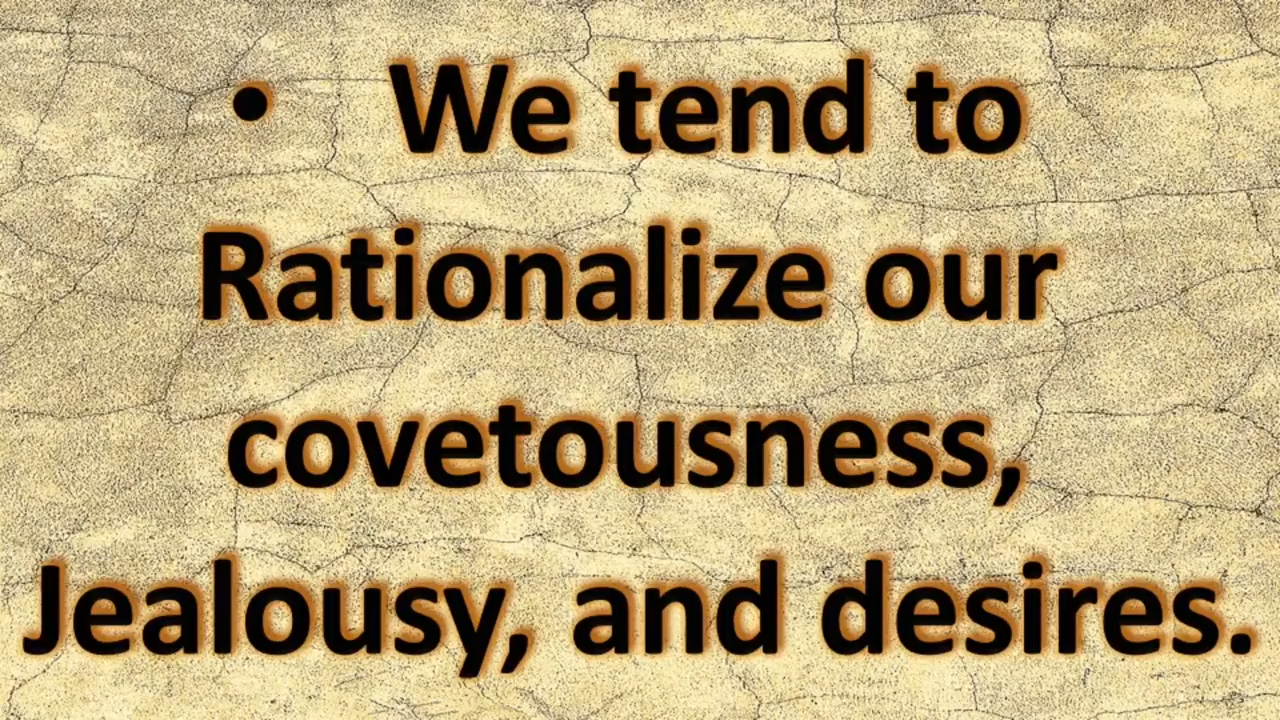 • We tend to
Rationalize our
covetousness,
Jealousy, and desires.